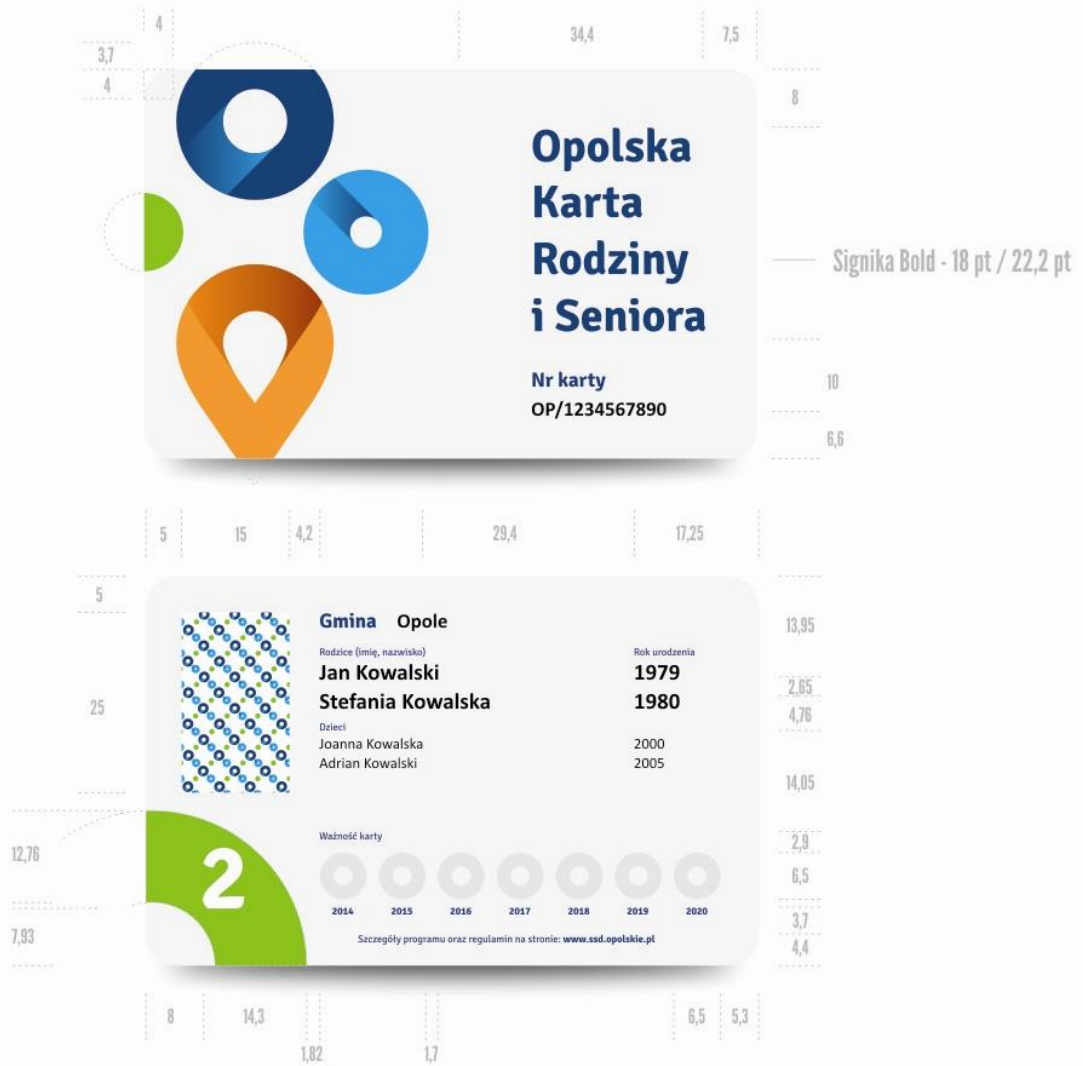 4
34,4
7,5
3,7
4
8
Opolska
Karta
Rodziny
i Seniora
Signika Bold - 18 pt / 22,2 pt
Nr karty
OP/1234567890
10
6,6
5
15
4,2
29,4
17,25
5
Gmina Opole
13,95
Rodzice (imię, nazwisko) Rok urodzenia
Jan Kowalski 1979
2,65
Stefania Kowalska 1980
4,76
25
Dzieci
Joanna Kowalska 2000
Adrian Kowalski 2005
14,05
Ważność karty
2,9
12,76
2
6,5
2014 2015 2016 2017 2018 2019 2020
3,7
7,93
Szczegóły programu oraz regulamin na stronie: www.ssd.opolskie.pl
4,4
8
14,3
6,5
5,3
1,82
1,7